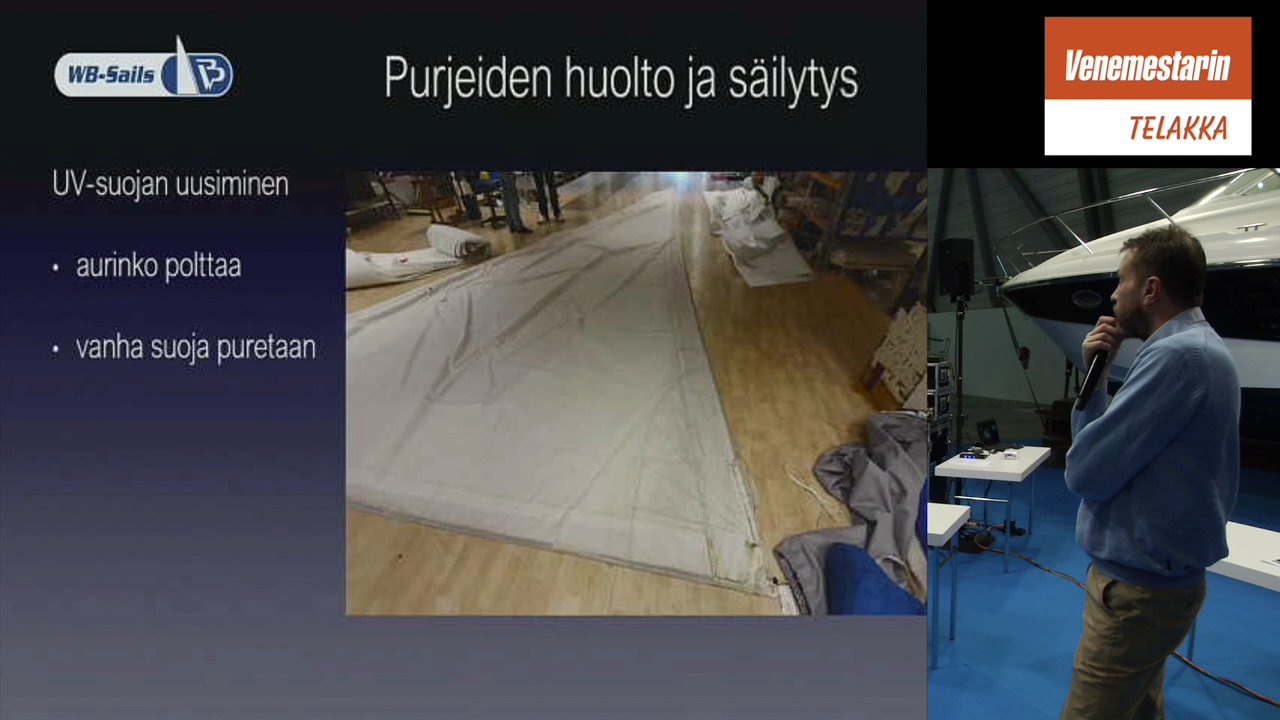 WB-Sails
Purjeiden huolto ja säilytys
UV-suojan uusiminen
• aurinko polttaa
• vanha suoja puretaan
Venemestarin
TELAKKA